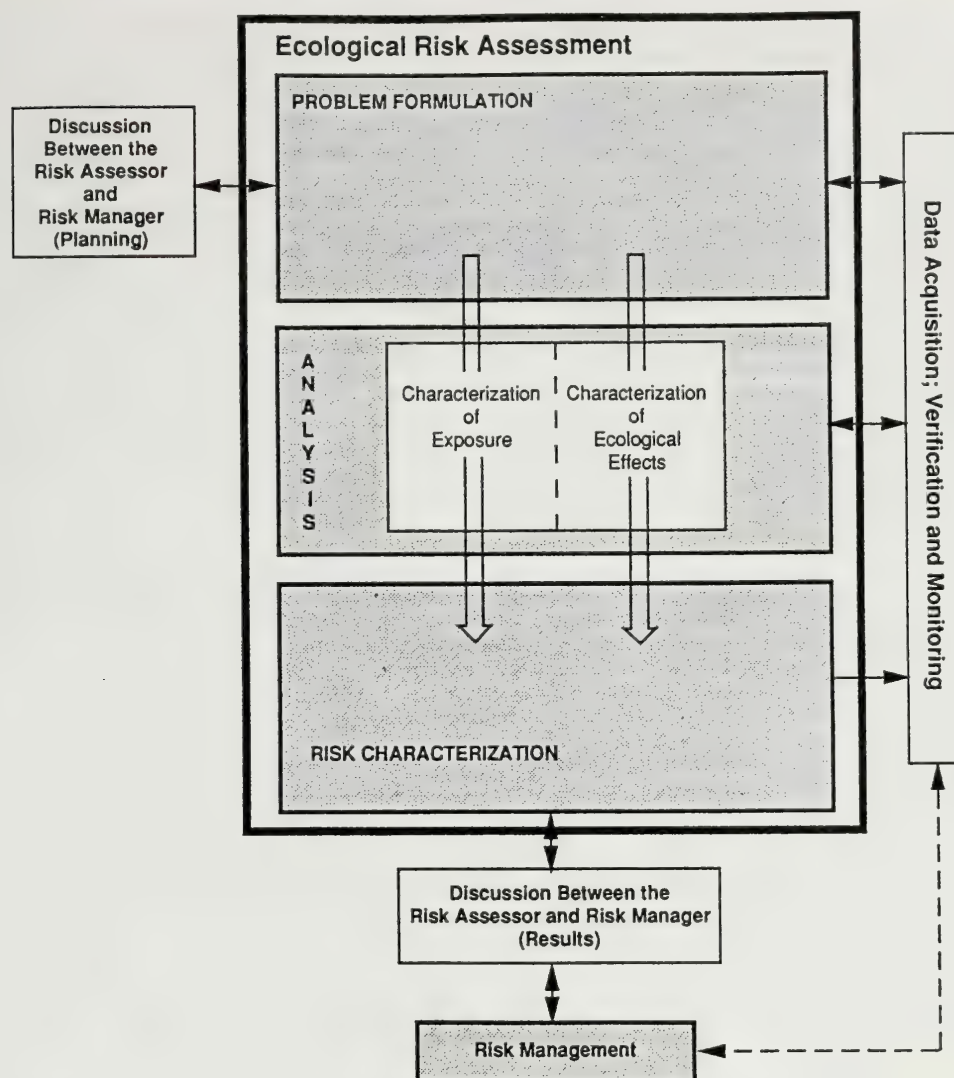 Ecological Risk Assessment
PROBLEM FORMULATION
Discussion
Between the
Risk Assessor
and
Risk Manager
(Planning)
ANALYSIS
Characterization
of
Exposure
Characterization
of
Ecological
Effects
Data Acquisition; Verification and Monitoring
RISK CHARACTERIZATION
Discussion Between the
Risk Assessor and Risk Manager
(Results)
Risk Management